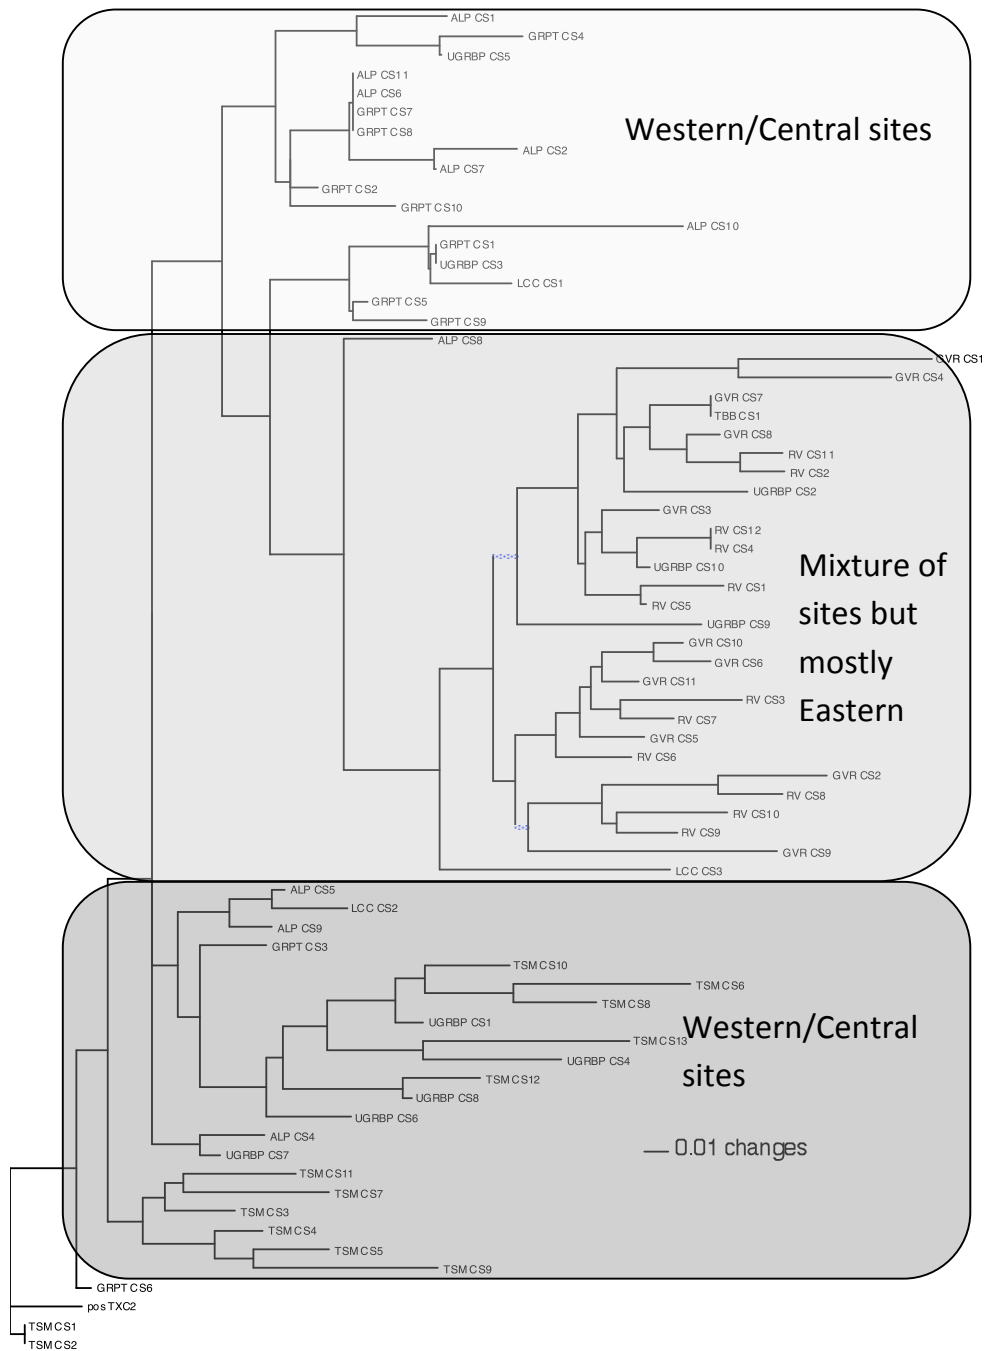 ALP CS1
GRPT CS4
UGRBP CS5
ALP CS11
ALP CS6
GRPT CS7
GRPT CS8
Western/Central sites
ALP CS2
ALP CS7
GRPT CS2
GRPT CS10
ALP CS10
GRPT CS1
UGRBP CS3
LCC CS1
GRPT CS5
GRPT CS9
ALP CS8
GVR CS1
GVR CS4
GVR CS7
TBB CS1
GVR CS8
RV CS11
RV CS2
UGRBP CS2
GVR CS3
RV CS12
RV CS4
UGRBP CS10
RV CS1
RV CS5
UGRBP CS9
Mixture of
sites but
mostly
Eastern
GVR CS10
GVR CS6
GVR CS11
RV CS3
RV CS7
GVR CS5
RV CS6
GVR CS2
RV CS8
RV CS10
RV CS9
GVR CS9
LCC CS3
ALP CS5
LCC CS2
ALP CS9
GRPT CS3
TSM CS10
TSM CS6
TSM CS8
UGRBP CS1
Western/Central
sites
TSM CS13
UGRBP CS4
TSM CS12
UGRBP CS8
UGRBP CS6
ALP CS4
0.01 changes
UGRBP CS7
TSM CS11
TSM CS7
TSM CS3
TSM CS4
TSM CS5
TSM CS9
GRPT CS6
pos TXC2
TSM CS1
TSM CS2